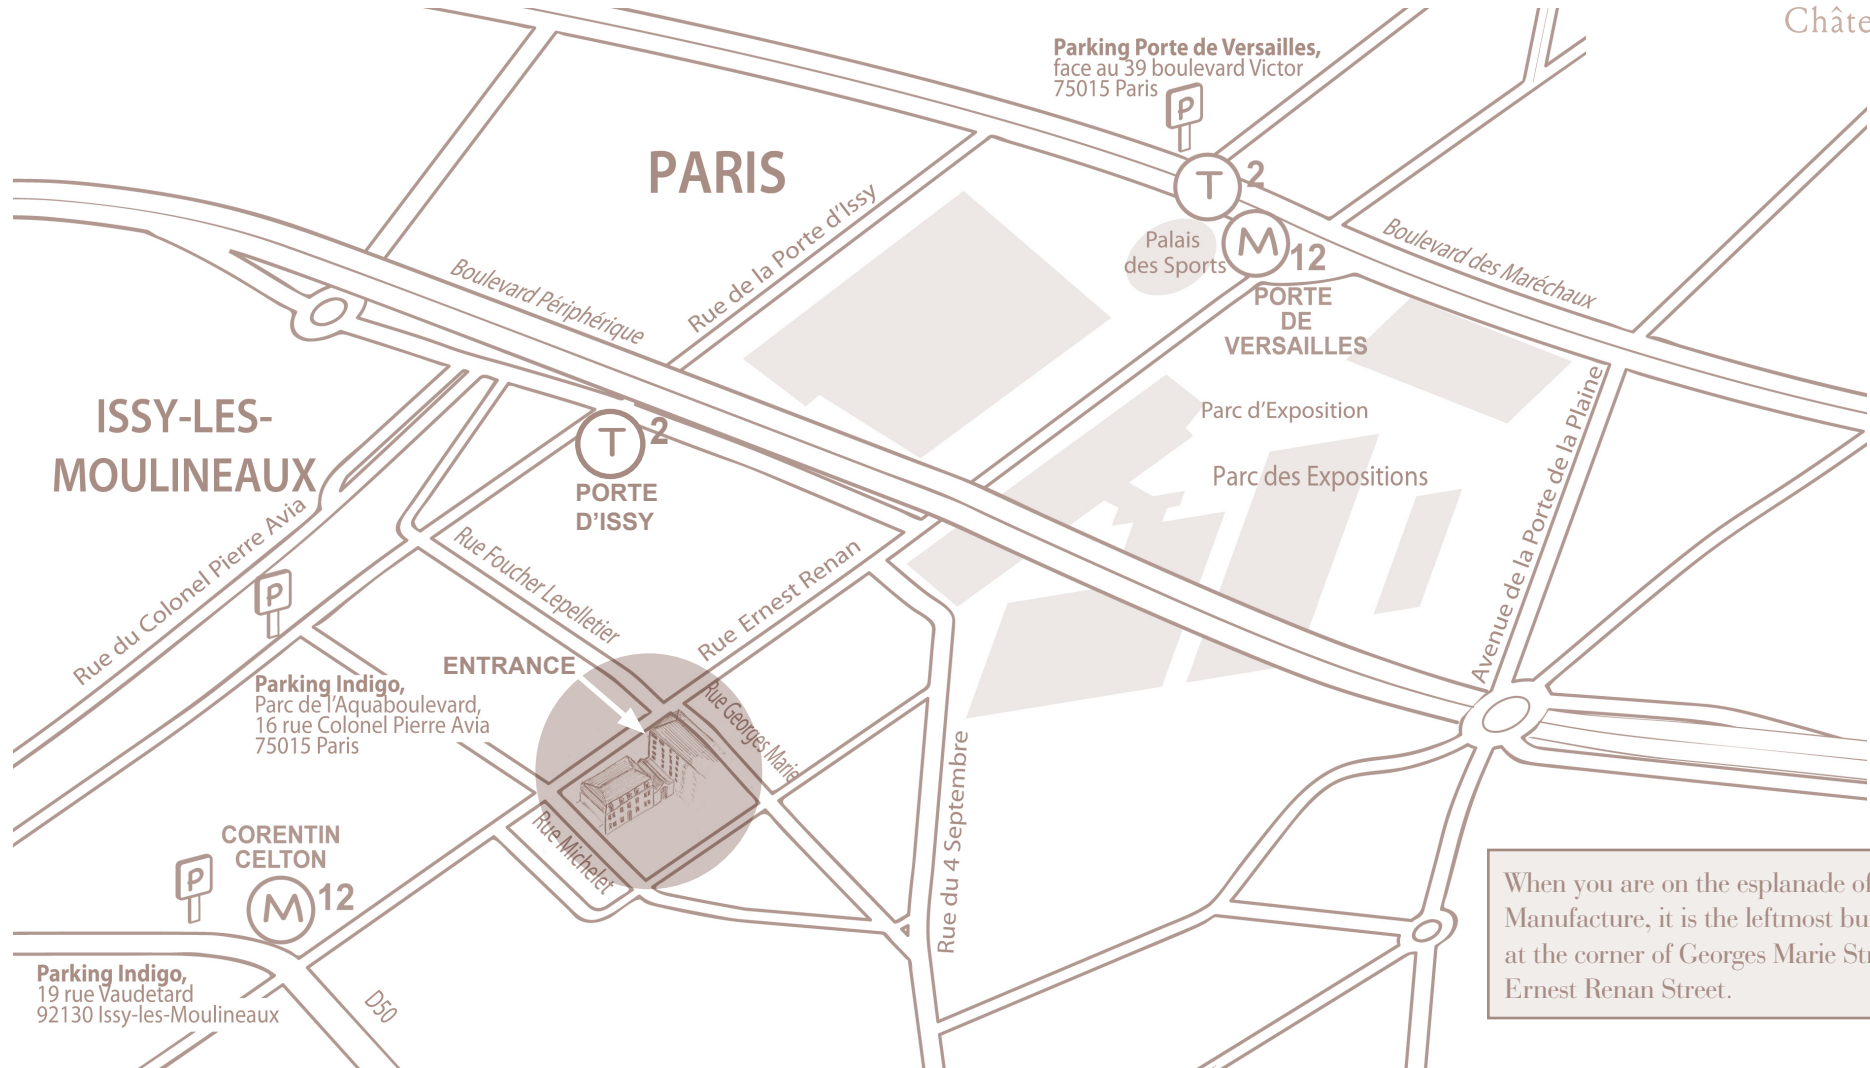 Parking Porte de Versailles,
face au 39 boulevard Victor
75015 Paris
P
PARIS
T 2
M 12
PORTE
DE
VERSAILLES
Palais
des Sports
Boulevard des Maréchaux
Rue de la Porte d'Issy
Boulevard Périphérique
ISSY-LES-
MOULINEAUX
T 2
PORTE
D'ISSY
Parc d'Exposition
Parc des Expositions
Avenue de la Porte de la Plaine
Rue du Colonel Pierre Avia
P
Rue Foucher Lepelletier
Rue Ernest Renan
ENTRANCE
Rue Georges Marie
Parking Indigo,
Parc de l'Aquaboulevard,
16 rue Colonel Pierre Avia
75015 Paris
Rue Michelet
Rue du 4 Septembre
CORENTIN
CELTON
P
M 12
Parking Indigo,
19 rue Vaudetard
92130 Issy-les-Moulineaux
D50
When you are on the esplanade of
Manufacture, it is the leftmost
at the corner of Georges Marie
Ernest Renan Street.